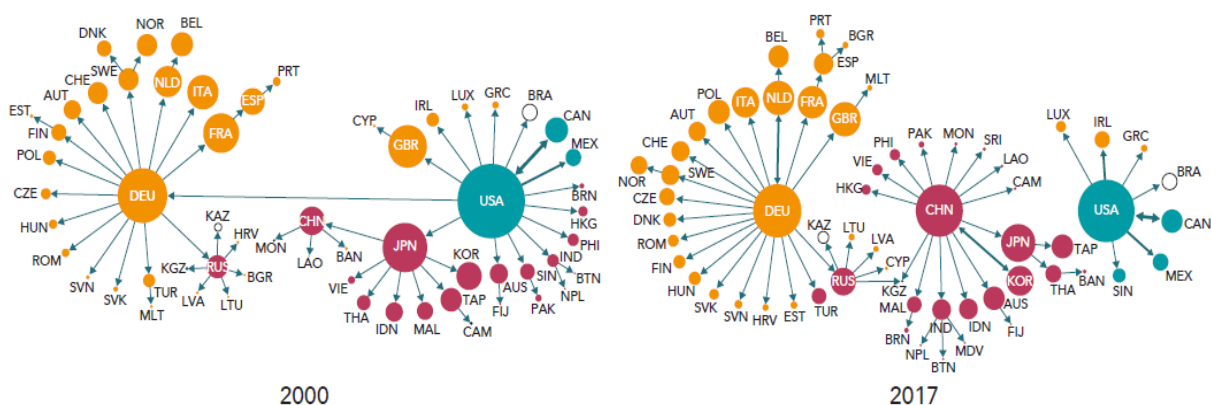 DNK
NOR
BEL
SWE
CHE
NLD
ITA
PRT
AUT
ESP
EST
FIN
FRA
POL
CZE
DEU
HUN
ROM
SVN
SVK
TUR
MLT
KAZ
HRV
KGZ
RUS
BGR
LVA
LTU
CYP
GBR
IRL
LUX
GRC
BRA
CAN
MEX
USA
BRN
HKG
PHI
IND
BTN
NPL
SIN
PAK
AUS
FIJ
CHN
MON
LAO
BAN
JPN
KOR
VIE
TAP
THA
IDN
MAL
CAM
2000
PRT
BGR
BEL
ESP
MLT
POL
ITA
NLD
FRA
GBR
AUT
CHE
NOR
SWE
CZE
DEU
DNK
ROM
FIN
HUN
SVK
SVN
HRV
EST
TUR
KAZ
LTU
LVA
CYP
RUS
KGZ
PAK
MON
SRI
PHI
LAO
VIE
CAM
HKG
CHN
JPN
TAP
KOR
THA
BAN
MAL
IND
IDN
AUS
FIJ
BRN
NPL
MDV
BTN
LUX
IRL
GRC
BRA
USA
CAN
SIN
MEX
2017